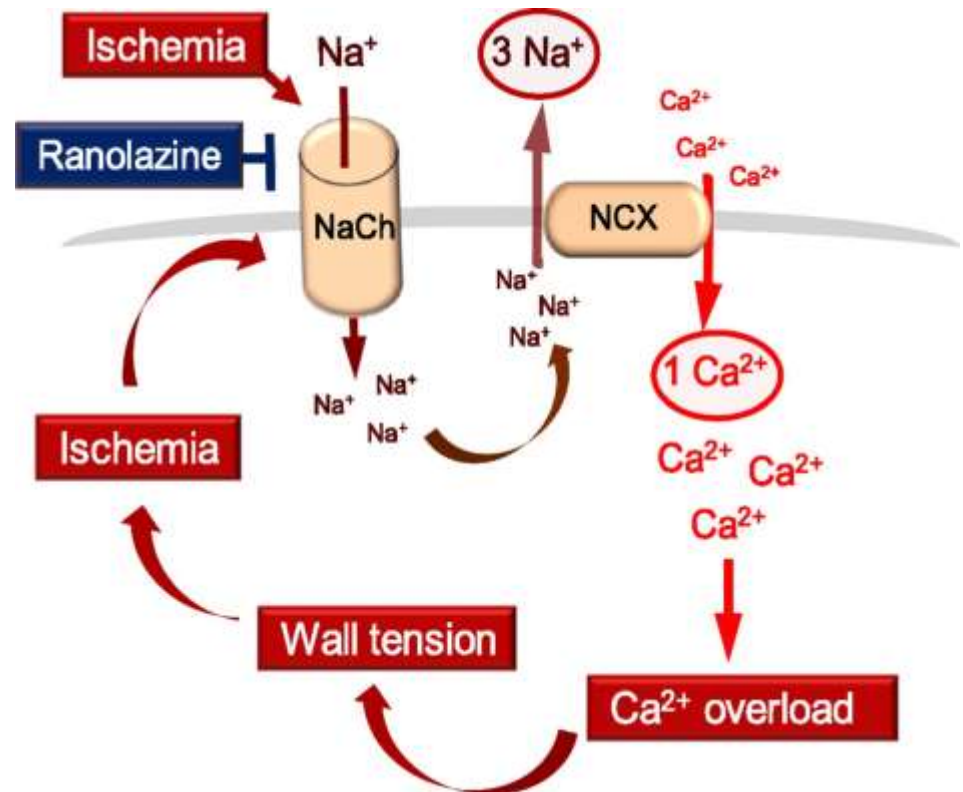 Ischemia
Na⁺
3 Na⁺
Ranolazine
Ca²⁺
Ca²⁺
Ca²⁺
NaCh
NCX
Na⁺
Na⁺
Na⁺
1 Ca²⁺
Na⁺
Na⁺
Na⁺
Ischemia
Ca²⁺
Ca²⁺
Ca²⁺
Wall tension
Ca²⁺ overload